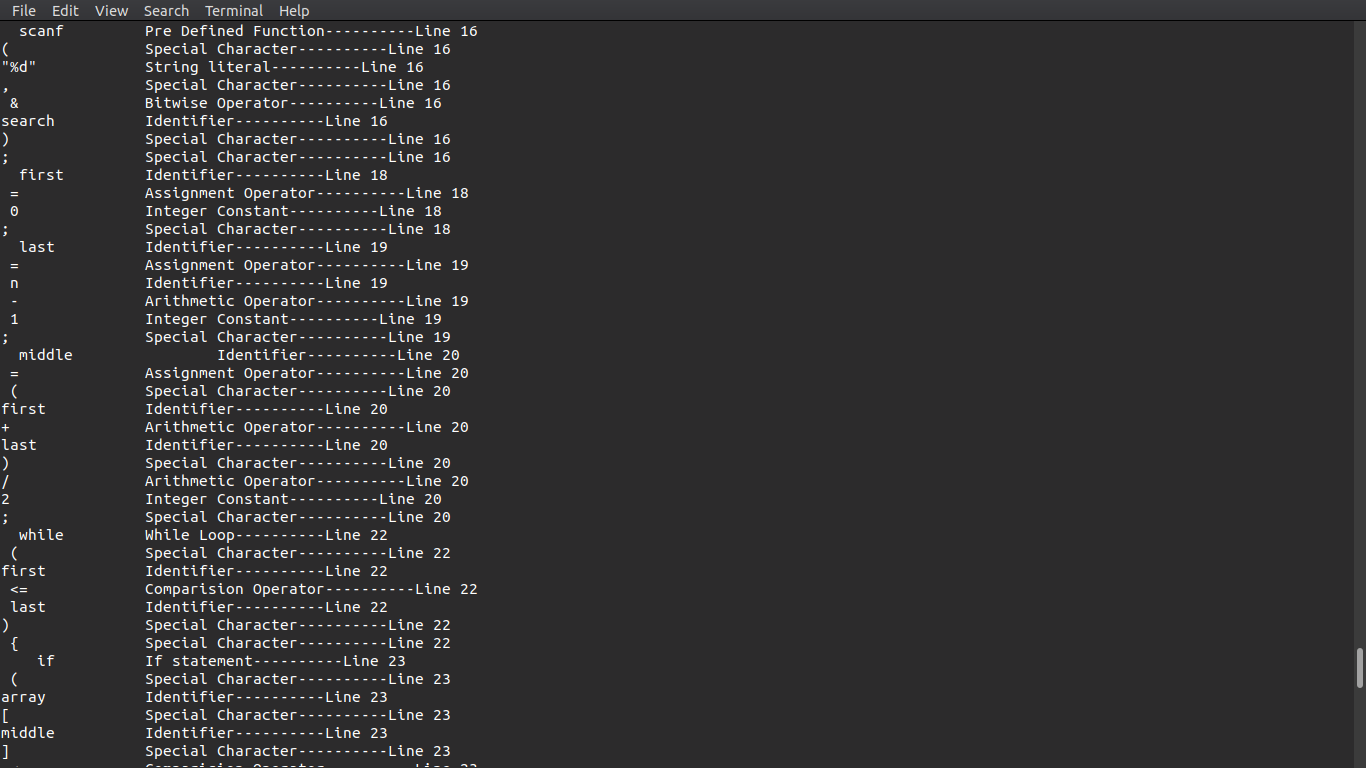 File Edit View Search Terminal Help
  scanf         Pre Defined Function----------Line 16
(               Special Character----------Line 16
"%d"            String literal----------Line 16
,               Special Character----------Line 16
 &              Bitwise Operator----------Line 16
search          Identifier----------Line 16
)               Special Character----------Line 16
;               Special Character----------Line 16
  first         Identifier----------Line 18
 =              Assignment Operator----------Line 18
 0              Integer Constant----------Line 18
;               Special Character----------Line 18
  last          Identifier----------Line 19
 =              Assignment Operator----------Line 19
 n              Identifier----------Line 19
 -              Arithmetic Operator----------Line 19
 1              Integer Constant----------Line 19
;               Special Character----------Line 19
  middle                Identifier----------Line 20
 =              Assignment Operator----------Line 20
 (              Special Character----------Line 20
first           Identifier----------Line 20
+               Arithmetic Operator----------Line 20
last            Identifier----------Line 20
)               Special Character----------Line 20
/               Arithmetic Operator----------Line 20
2               Integer Constant----------Line 20
;               Special Character----------Line 20
  while         While Loop----------Line 22
 (              Special Character----------Line 22
first           Identifier----------Line 22
 <=             Comparision Operator----------Line 22
 last           Identifier----------Line 22
)               Special Character----------Line 22
 {              Special Character----------Line 22
    if          If statement----------Line 23
 (              Special Character----------Line 23
array           Identifier----------Line 23
[               Special Character----------Line 23
middle          Identifier----------Line 23
]               Special Character----------Line 23